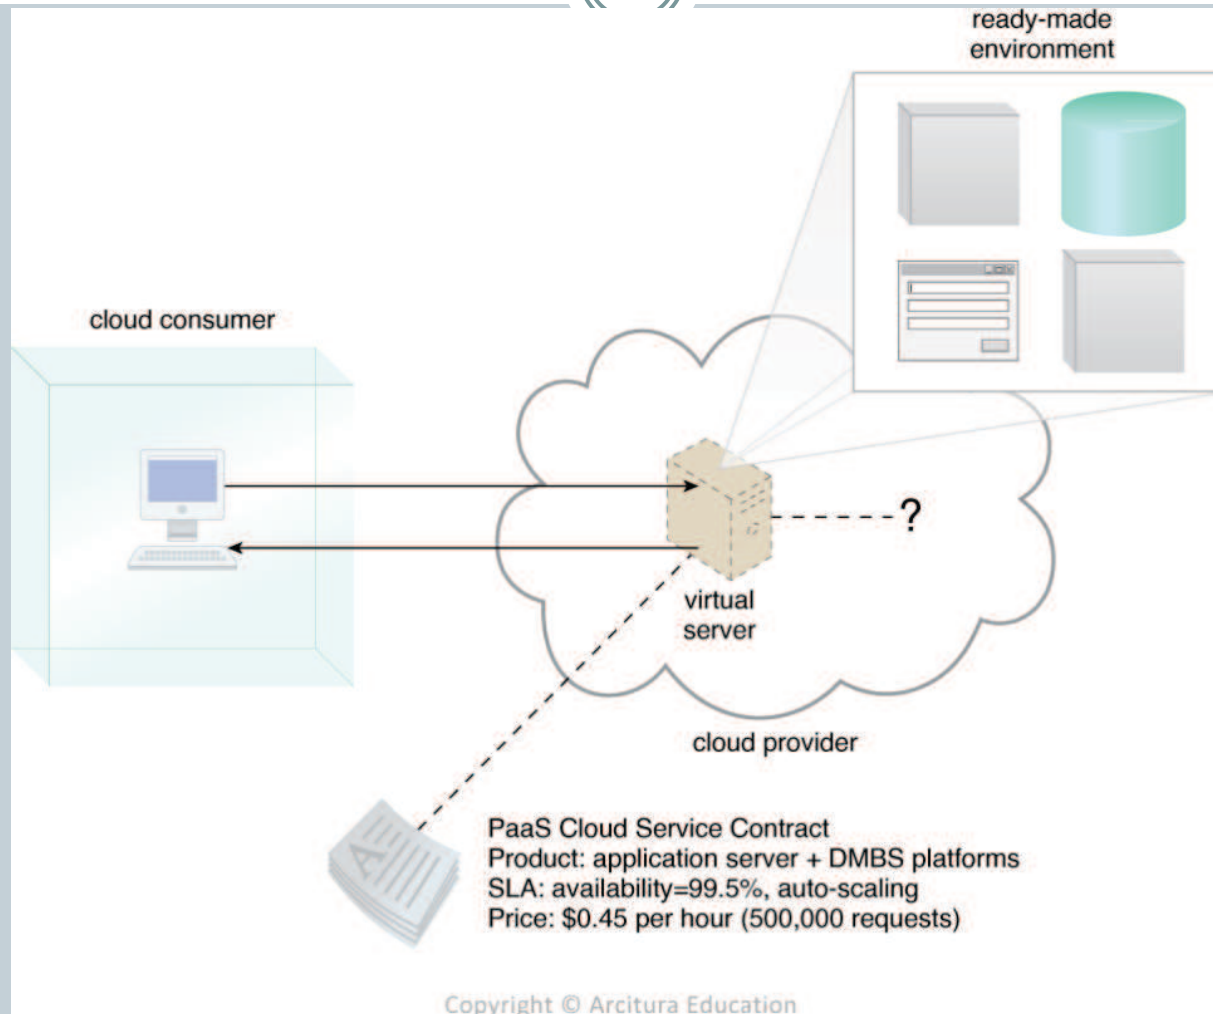 ready-made
environment
cloud consumer
?
virtual
server
cloud provider
PaaS Cloud Service Contract
Product: application server + DMBS platforms
SLA: availability=99.5%, auto-scaling
Price: $0.45 per hour (500,000 requests)
Copyright © Arcitura Education